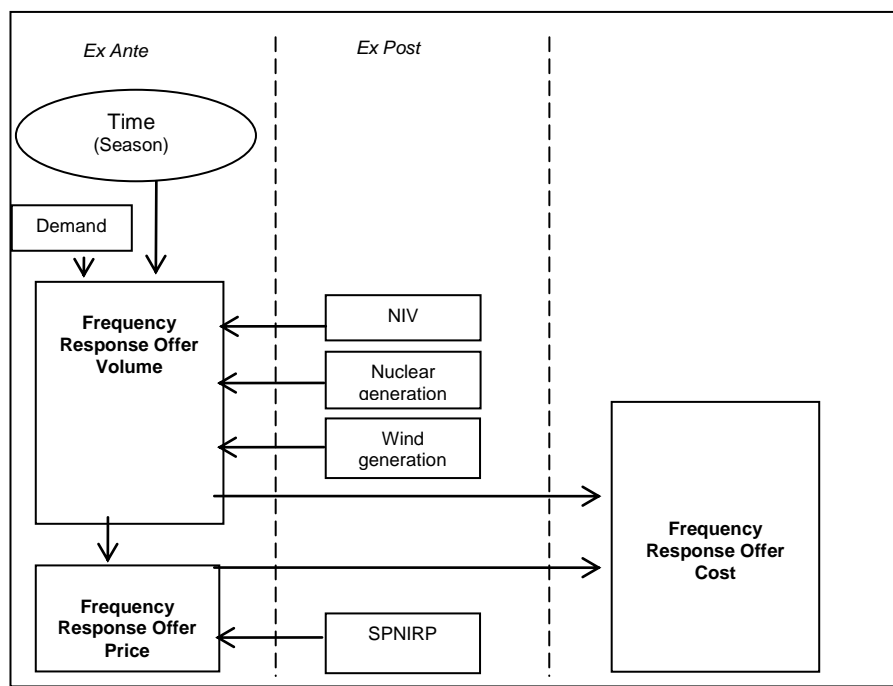 Ex Ante
Ex Post
Time
(Season)
Demand
Frequency
Response Offer
Volume
NIV
Nuclear
generation
Wind
generation
Frequency
Response Offer
Cost
Frequency
Response Offer
Price
SPNIRP